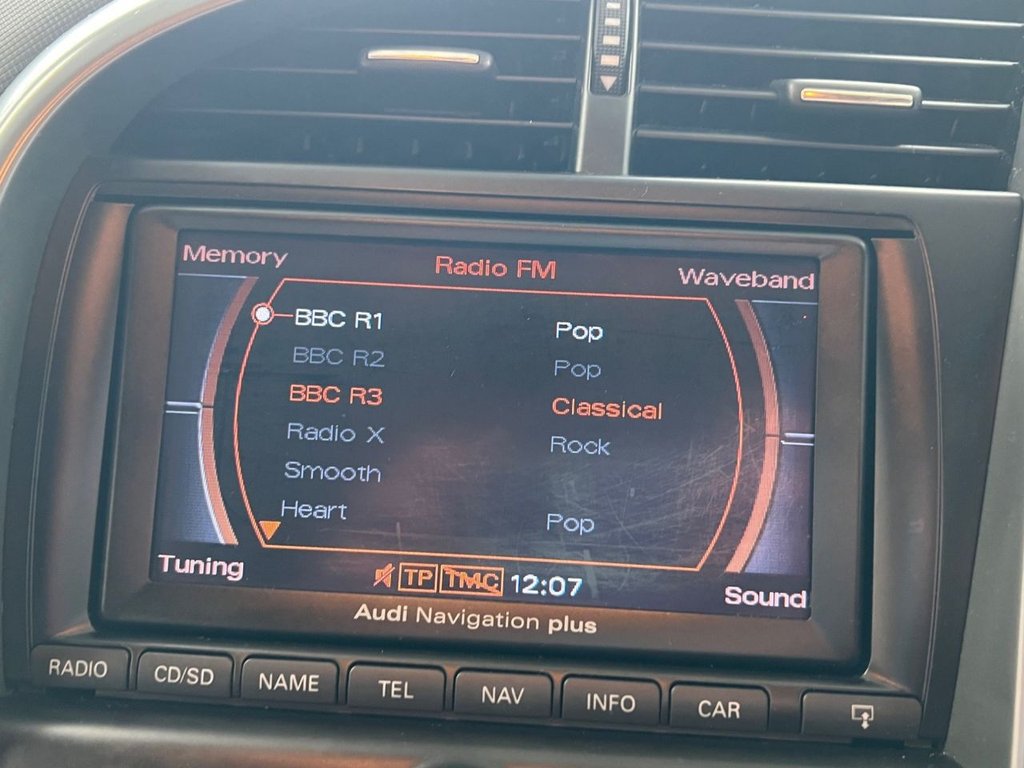 Memory Radio FM Waveband
BBC R1 Pop
BBC R2 Pop
BBC R3 Classical
Radio X Rock
Smooth
Heart Pop
Tuning TP TMC 12:07 Sound
Audi Navigation plus
RADIO CD/SD NAME TEL NAV INFO CAR